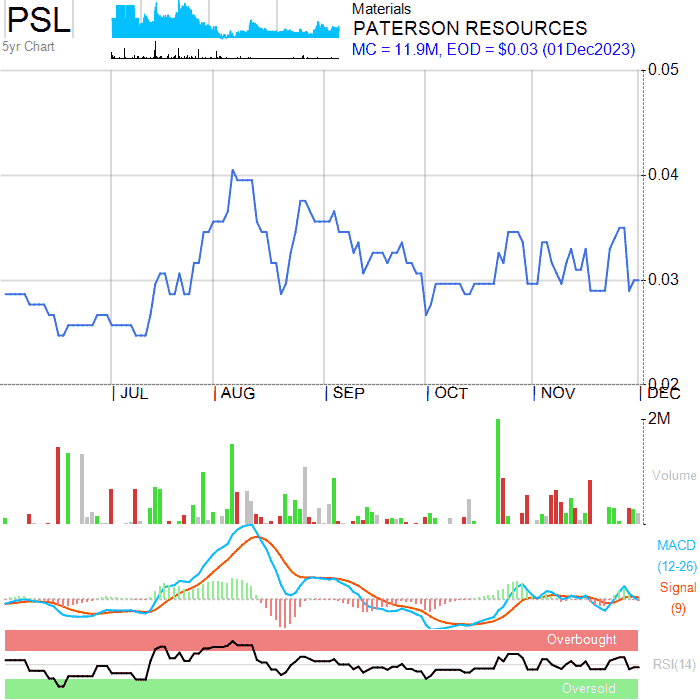 PSL
5yr Chart
Materials
PATERSON RESOURCES
MC = 11.9M, EOD = $0.03 (01Dec2023)
0.05
0.04
0.03
0.02
JUL AUG SEP OCT NOV DEC
2M
Volume
MACD
(12-26)
Signal
(9)
Overbought
RSI(14)
Oversold